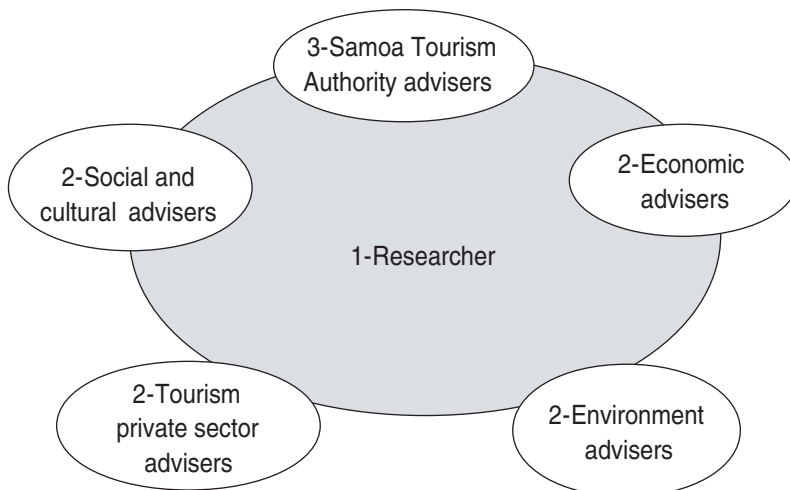 3-Samoa Tourism
Authority advisers
2-Social and
cultural advisers
2-Economic
advisers
1-Researcher
2-Tourism
private sector
advisers
2-Environment
advisers